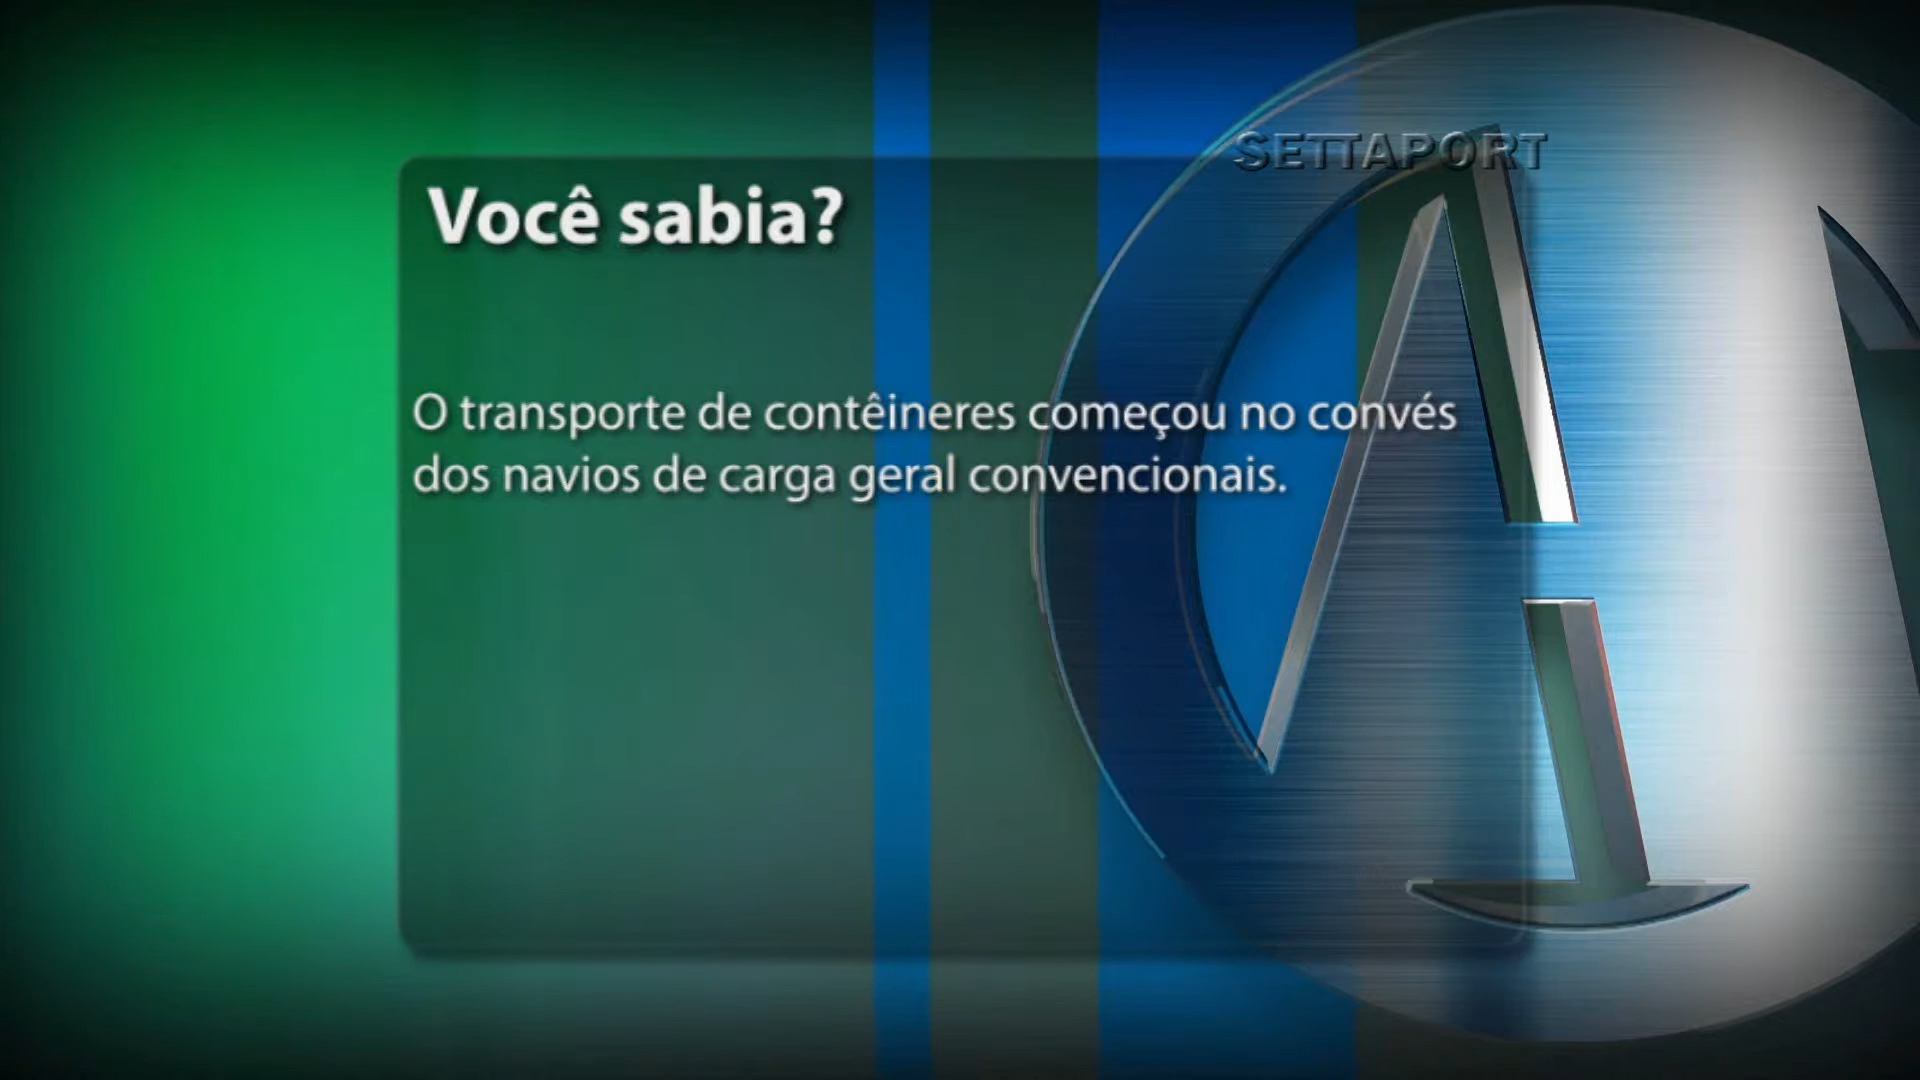 SETTAPORT
Você sabia?
O transporte de contêineres começou no convés
dos navios de carga geral convencionais.